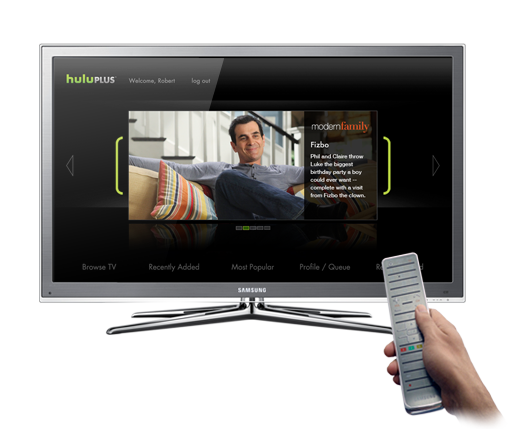 huluPLUS
Welcome, Robert
log out
modernfamily
Fizbo
Phil and Claire throw
Luke the biggest
birthday party a boy
could ever want --
complete with a visit
from Fizbo the clown.
Browse TV
Recently Added
Most Popular
Profile / Queue
SAMSUNG